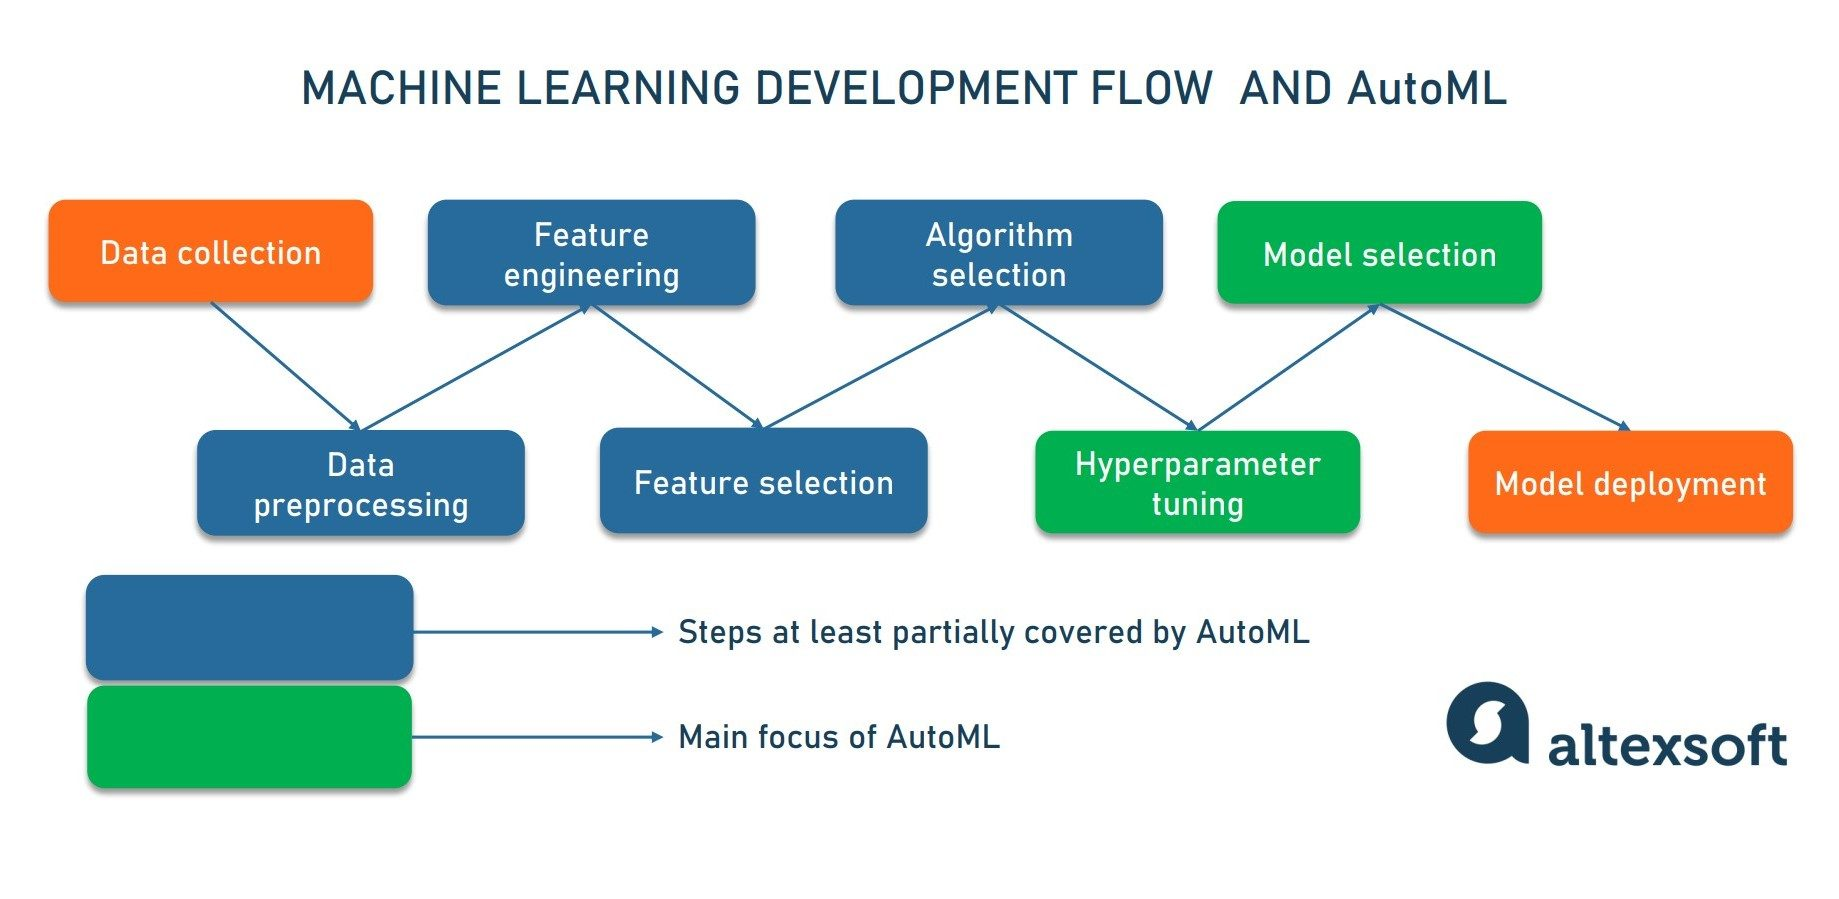 MACHINE LEARNING DEVELOPMENT FLOW AND AutoML
Data collection
Feature
engineering
Algorithm
selection
Model selection
Data
preprocessing
Feature selection
Hyperparameter
tuning
Model deployment
Steps at least partially covered by AutoML
Main focus of AutoML
altexsoft